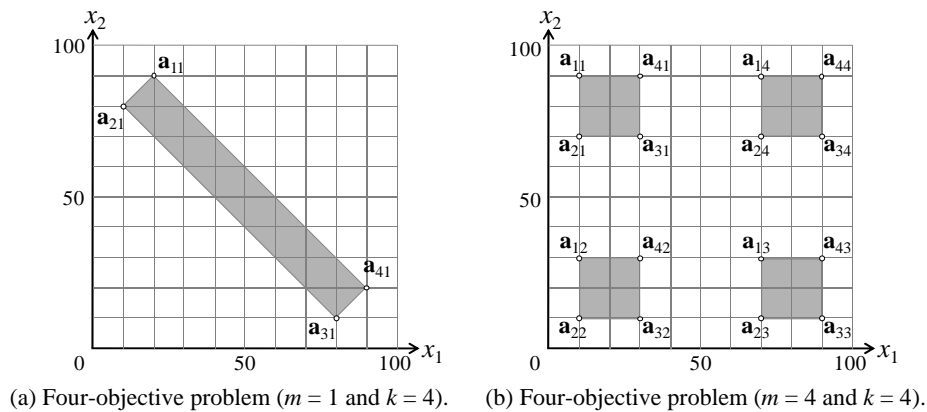 x₂
100
a₁₁
a₂₁
50
a₄₁
a₃₁
0
50
100
x₁
(a) Four-objective problem (m = 1 and k = 4).
x₂
100
a₁₁ a₄₁ a₁₄ a₄₄
a₂₁ a₃₁ a₂₄ a₃₄
50
a₁₂ a₄₂ a₁₃ a₄₃
a₂₂ a₃₂ a₂₃ a₃₃
0
50
100
x₁
(b) Four-objective problem (m = 4 and k = 4).